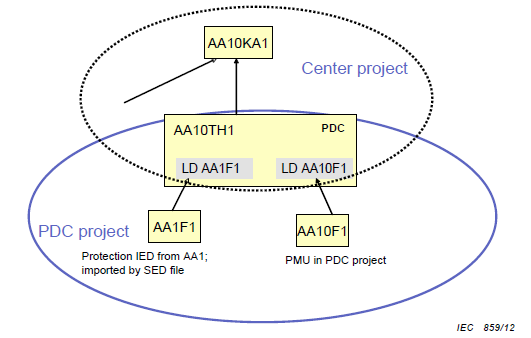 AA10KA1
Center project
AA10TH1
PDC
LD AA1F1
LD AA10F1
AA1F1
AA10F1
PDC project
Protection IED from AA1;
imported by SED file
PMU in PDC project
IEC 859/12